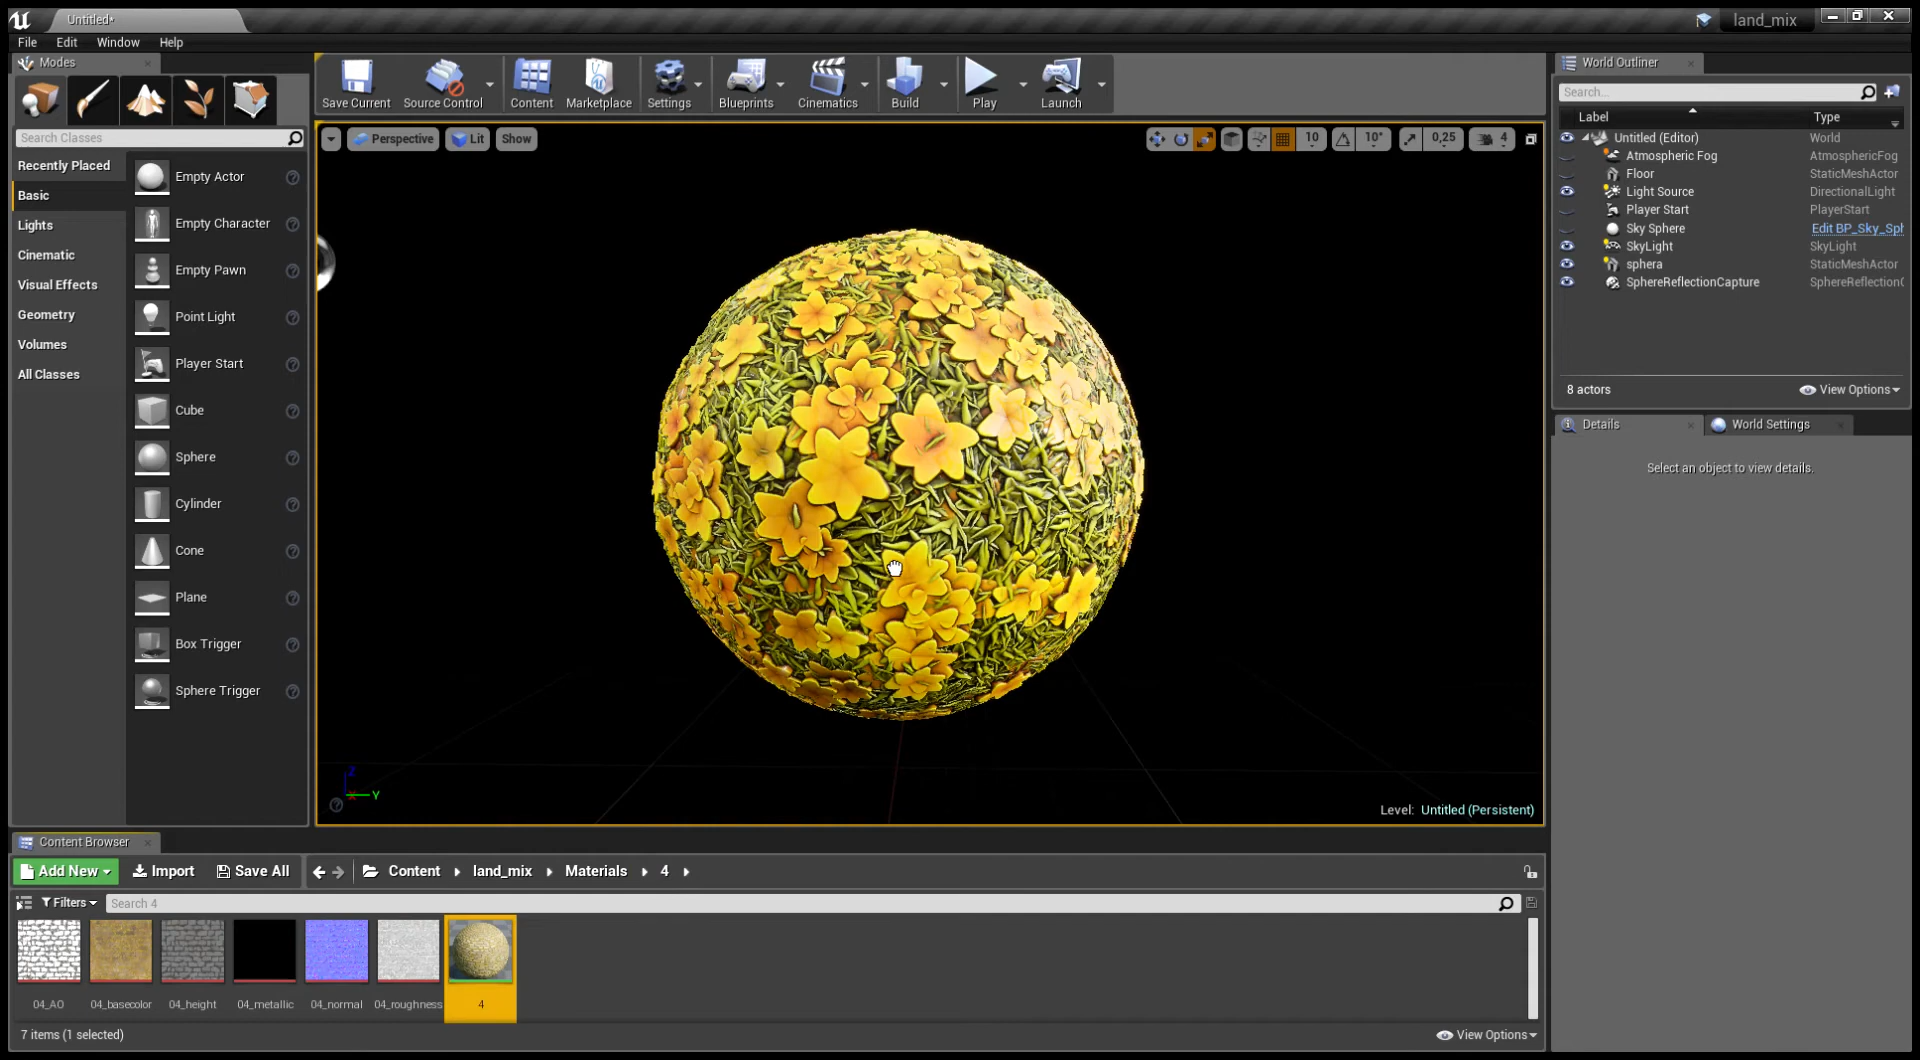 Untitled*
land_mix
File Edit Window Help
Modes
Search Classes
Recently Placed
Basic
Lights
Cinematic
Visual Effects
Geometry
Volumes
All Classes
Empty Actor
Empty Character
Empty Pawn
Point Light
Player Start
Cube
Sphere
Cylinder
Cone
Plane
Box Trigger
Sphere Trigger
Save Current Source Control Content Marketplace Settings Blueprints Cinematics Build Play Launch
Perspective Lit Show
10 10° 0,25 4
Z
X Y
Level: Untitled (Persistent)
World Outliner
Search...
Label Type
Untitled (Editor) World
Atmospheric Fog AtmosphericFog
Floor StaticMeshActor
Light Source DirectionalLight
Player Start PlayerStart
Sky Sphere Edit BP_Sky_Sph
SkyLight SkyLight
sphera StaticMeshActor
SphereReflectionCapture SphereReflectionC
8 actors View Options
Details World Settings
Select an object to view details.
Content Browser
Add New Import Save All Content land_mix Materials 4
Filters Search 4
04_AO 04_basecolor 04_height 04_metallic 04_normal 04_roughness 4
7 items (1 selected) View Options